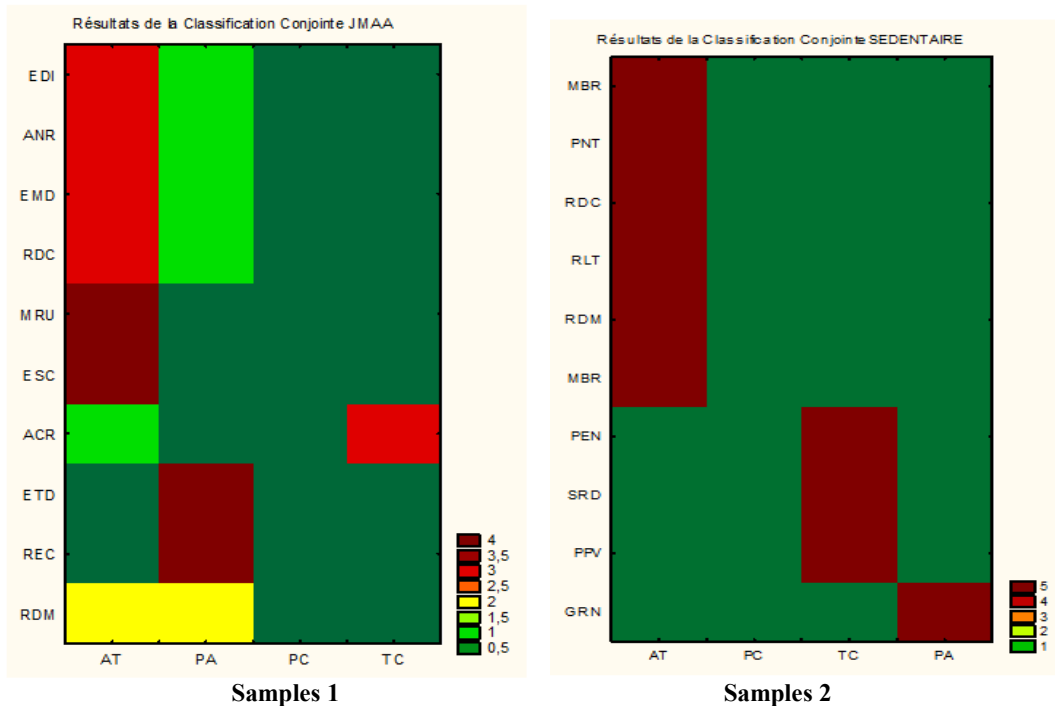 Résultats de la Classification Conjointe JMAA
EDI
ANR
EMD
RDC
MRU
ESC
ACR
ETD
REC
RDM
AT PA PC TC
4
3,5
3
2,5
2
1,5
1
0,5
Samples 1
Résultats de la Classification Conjointe SEDENTAIRE
MBR
PNT
RDC
RLT
RDM
MBR
PEN
SRD
PPV
GRN
AT PC TC PA
5
4
3
2
1
Samples 2